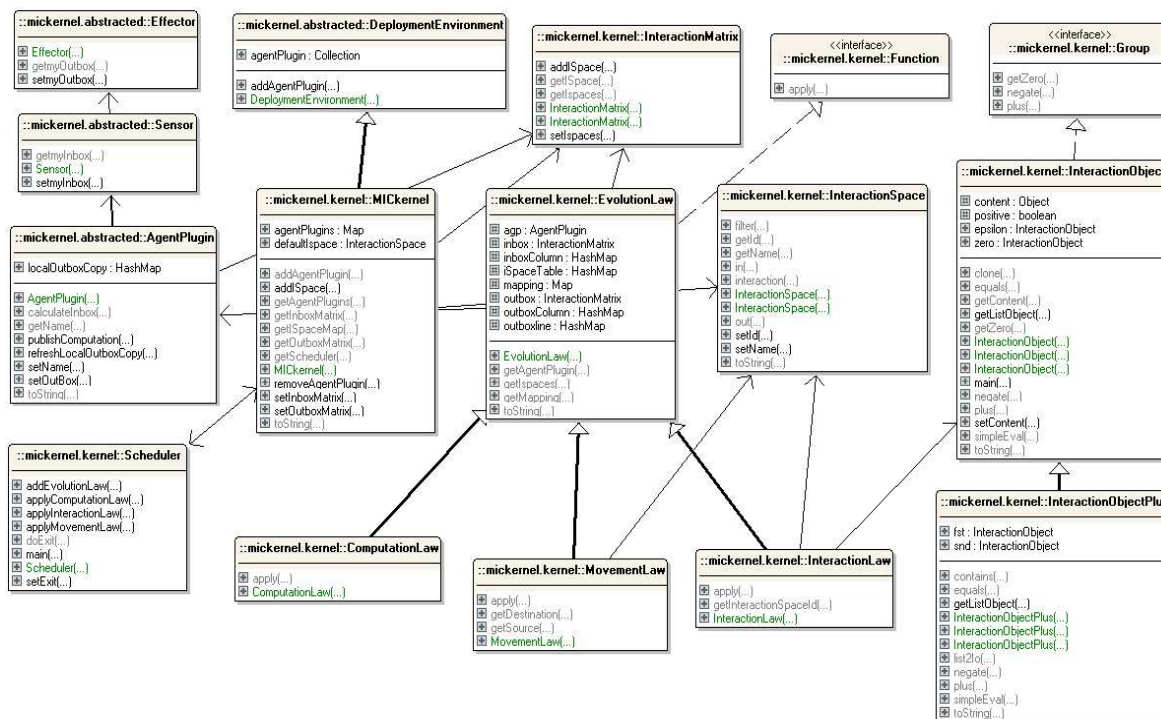 ::mickernel.abstracted::Effector
Effector(...)
getmyOutbox(...)
setmyOutbox(...)
::mickernel.abstracted::Sensor
getmyInbox(...)
Sensor(...)
setmyInbox(...)
::mickernel.abstracted::AgentPlugin
localOutboxCopy : HashMap
AgentPlugin(...)
calculateInbox(...)
getName(...)
publishComputation(...)
refreshLocalOutboxCopy(...)
setName(...)
setOutBox(...)
toString(...)
::mickernel.kernel::Scheduler
addEvolutionLaw(...)
applyComputationLaw(...)
applyInteractionLaw(...)
applyMovementLaw(...)
doExit(...)
main(...)
Scheduler(...)
setExit(...)
::mickernel.abstracted::DeploymentEnvironment
agentPlugin : Collection
addAgentPlugin(...)
DeploymentEnvironment(...)
::mickernel.kernel::MICkernel
agentPlugins : Map
defaultIspace : InteractionSpace
addAgentPlugin(...)
addISpace(...)
getAgentPlugins(...)
getInboxMatrix(...)
getISpaceMap(...)
getOutboxMatrix(...)
getScheduler(...)
MICkernel(...)
removeAgentPlugin(...)
setInboxMatrix(...)
setOutboxMatrix(...)
toString(...)
::mickernel.kernel::ComputationLaw
apply(...)
ComputationLaw(...)
::mickernel.kernel::InteractionMatrix
addISpace(...)
getISpace(...)
getIspaces(...)
InteractionMatrix(...)
InteractionMatrix(...)
setIspaces(...)
::mickernel.kernel::EvolutionLaw
agp : AgentPlugin
inbox : InteractionMatrix
inboxColumn : HashMap
iSpaceTable : HashMap
mapping : Map
outbox : InteractionMatrix
outboxColumn : HashMap
outboxline : HashMap
EvolutionLaw(...)
getAgentPlugin(...)
getIspaces(...)
getMapping(...)
toString(...)
::mickernel.kernel::MovementLaw
apply(...)
getDestination(...)
getSource(...)
MovementLaw(...)
<<interface>>
::mickernel.kernel::Function
apply(...)
::mickernel.kernel::InteractionSpace
filter(...)
getId(...)
getName(...)
in(...)
interaction(...)
InteractionSpace(...)
InteractionSpace(...)
out(...)
setId(...)
setName(...)
toString(...)
::mickernel.kernel::InteractionLaw
apply(...)
getInteractionSpaceId(...)
InteractionLaw(...)
<<interface>>
::mickernel.kernel::Group
getZero(...)
negate(...)
plus(...)
::mickernel.kernel::InteractionObject
content : Object
positive : boolean
epsilon : InteractionObject
zero : InteractionObject
clone(...)
equals(...)
getContent(...)
getListObject(...)
getZero(...)
InteractionObject(...)
InteractionObject(...)
InteractionObject(...)
main(...)
negate(...)
plus(...)
setContent(...)
simpleEval(...)
toString(...)
::mickernel.kernel::InteractionObjectPlus
fst : InteractionObject
snd : InteractionObject
contains(...)
equals(...)
getListObject(...)
InteractionObjectPlus(...)
InteractionObjectPlus(...)
InteractionObjectPlus(...)
list2Io(...)
negate(...)
plus(...)
simpleEval(...)
toString(...)